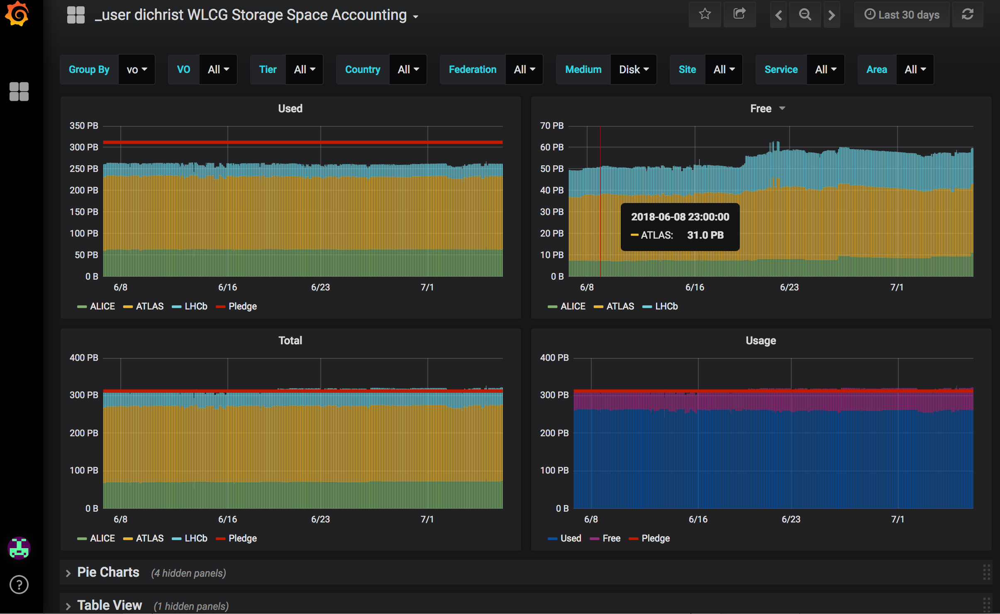 _user dichrist WLCG Storage Space Accounting
Last 30 days
Group By vo VO All Tier All Country All Federation All Medium Disk Site All Service All Area All
Used
350 PB
300 PB
250 PB
200 PB
150 PB
100 PB
50 PB
0 B
6/8 6/16 6/23 7/1
ALICE ATLAS LHCb Pledge
Free
70 PB
60 PB
50 PB
40 PB
30 PB
20 PB
10 PB
0 B
2018-06-08 23:00:00
ATLAS: 31.0 PB
6/8 6/16 6/23 7/1
ALICE ATLAS LHCb
Total
400 PB
300 PB
200 PB
100 PB
0 B
6/8 6/16 6/23 7/1
ALICE ATLAS LHCb Pledge
Usage
400 PB
300 PB
200 PB
100 PB
0 B
6/8 6/16 6/23 7/1
Used Free Pledge
Pie Charts (4 hidden panels)
?
Table View (1 hidden panels)